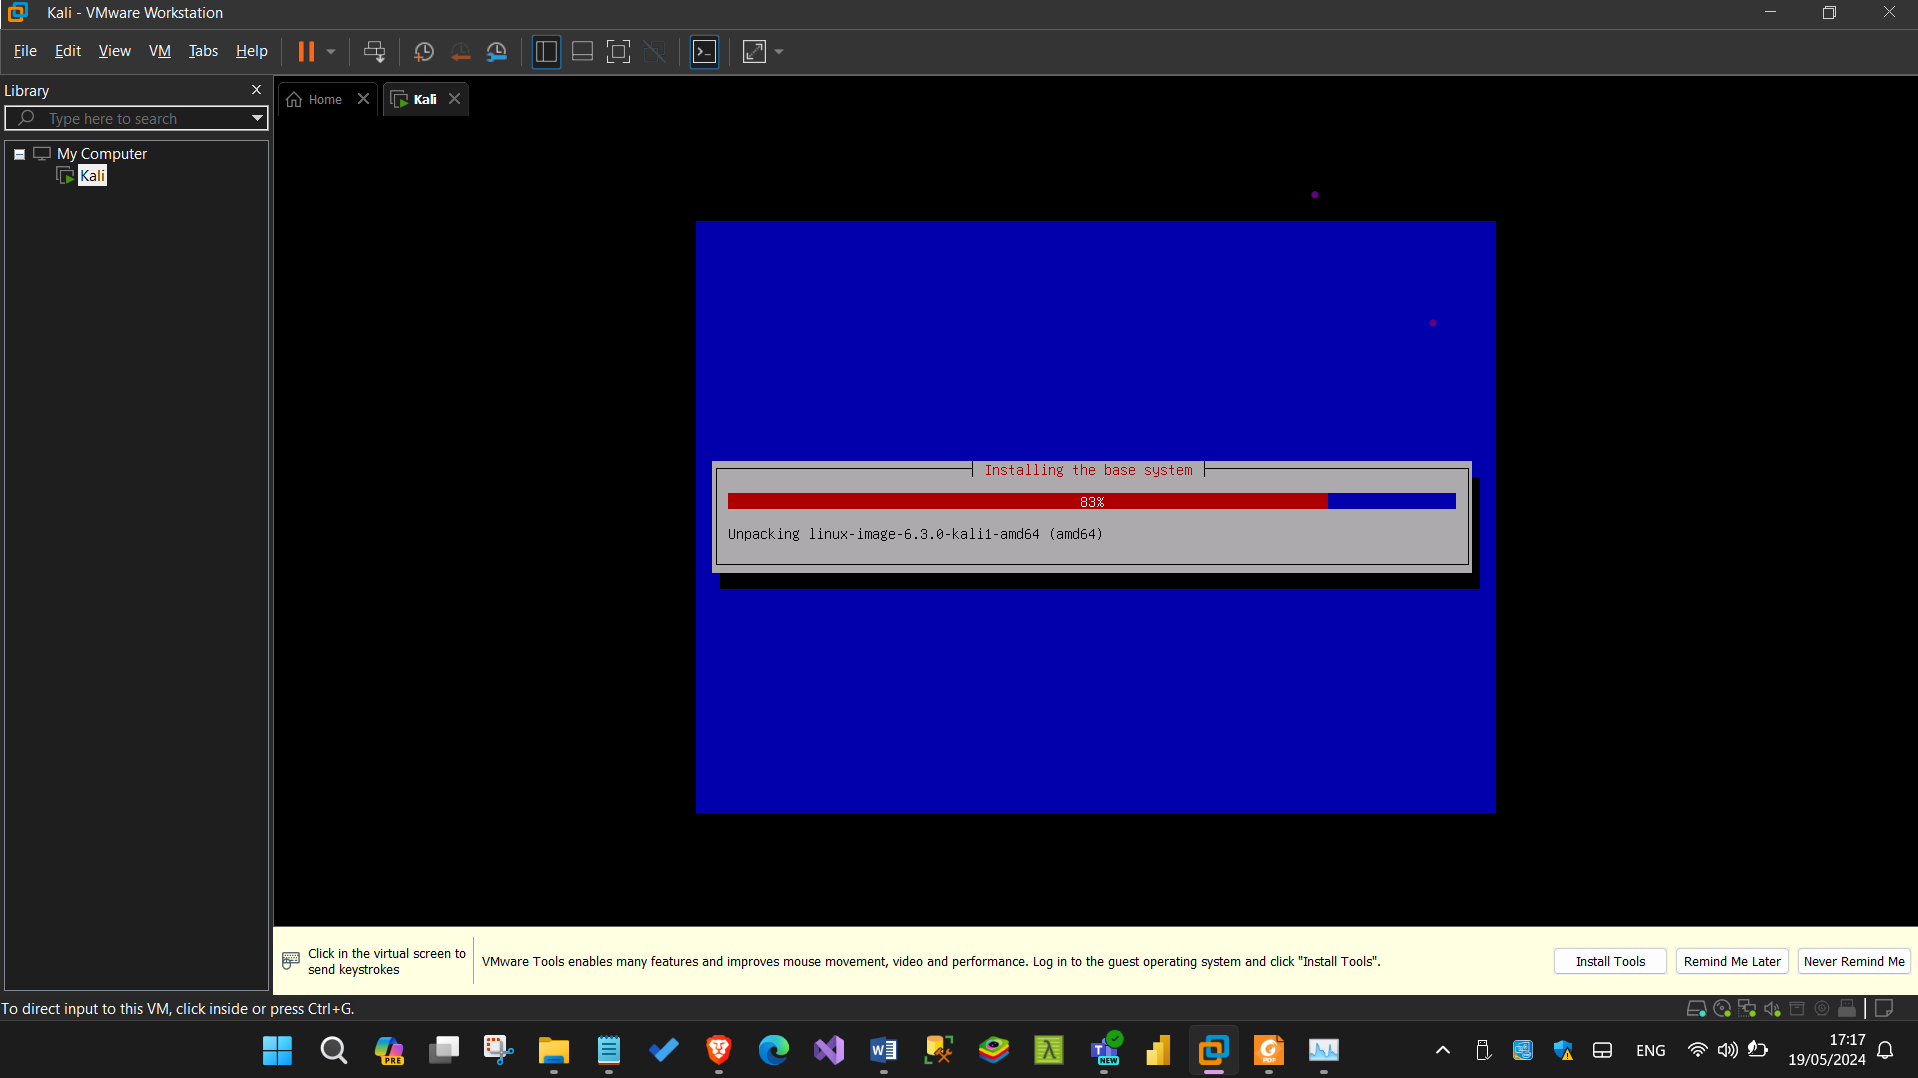 Kali - VMware Workstation
File Edit View VM Tabs Help
Library
Type here to search
My Computer
Kali
Home
Kali
Installing the base system
83%
Unpacking linux-image-6.3.0-kali1-amd64 (amd64)
Click in the virtual screen to
send keystrokes
VMware Tools enables many features and improves mouse movement, video and performance. Log in to the guest operating system and click "Install Tools".
Install Tools
Remind Me Later
Never Remind Me
To direct input to this VM, click inside or press Ctrl+G.
PRE
NEW
PDF
ENG
17:17
19/05/2024